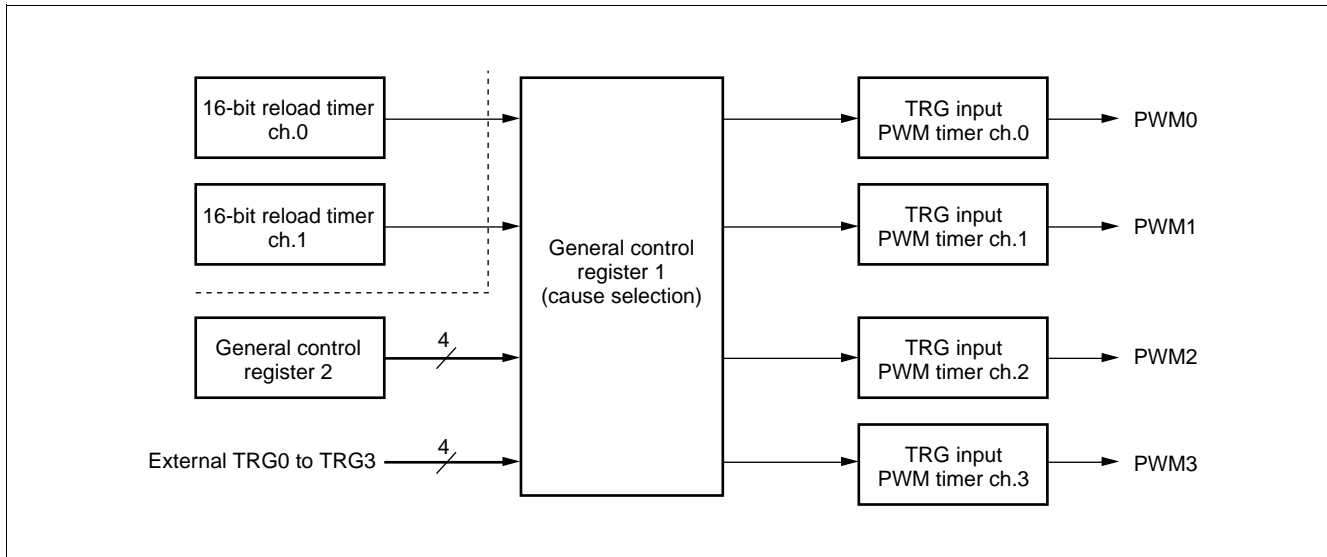 16-bit reload timer
ch.0
16-bit reload timer
ch.1
General control
register 2
4
External TRG0 to TRG3
4
General control
register 1
(cause selection)
TRG input
PWM timer ch.0
PWM0
TRG input
PWM timer ch.1
PWM1
TRG input
PWM timer ch.2
PWM2
TRG input
PWM timer ch.3
PWM3